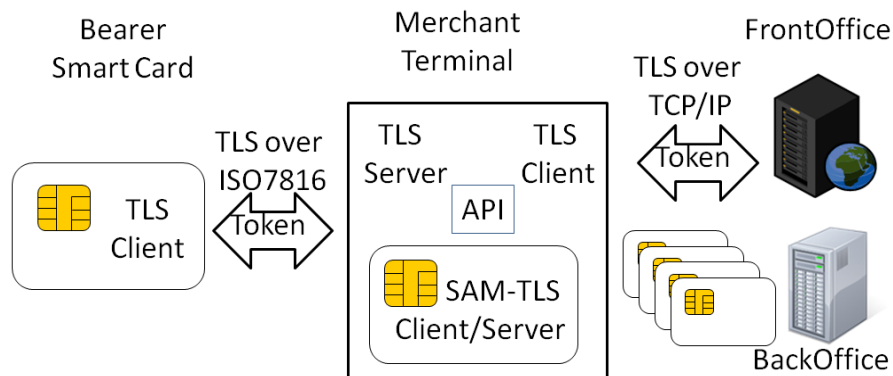 Bearer
Smart Card
TLS
Client
TLS over
ISO7816
Token
Merchant
Terminal
TLS
Server
TLS
Client
API
SAM-TLS
Client/Server
TLS over
TCP/IP
Token
FrontOffice
BackOffice